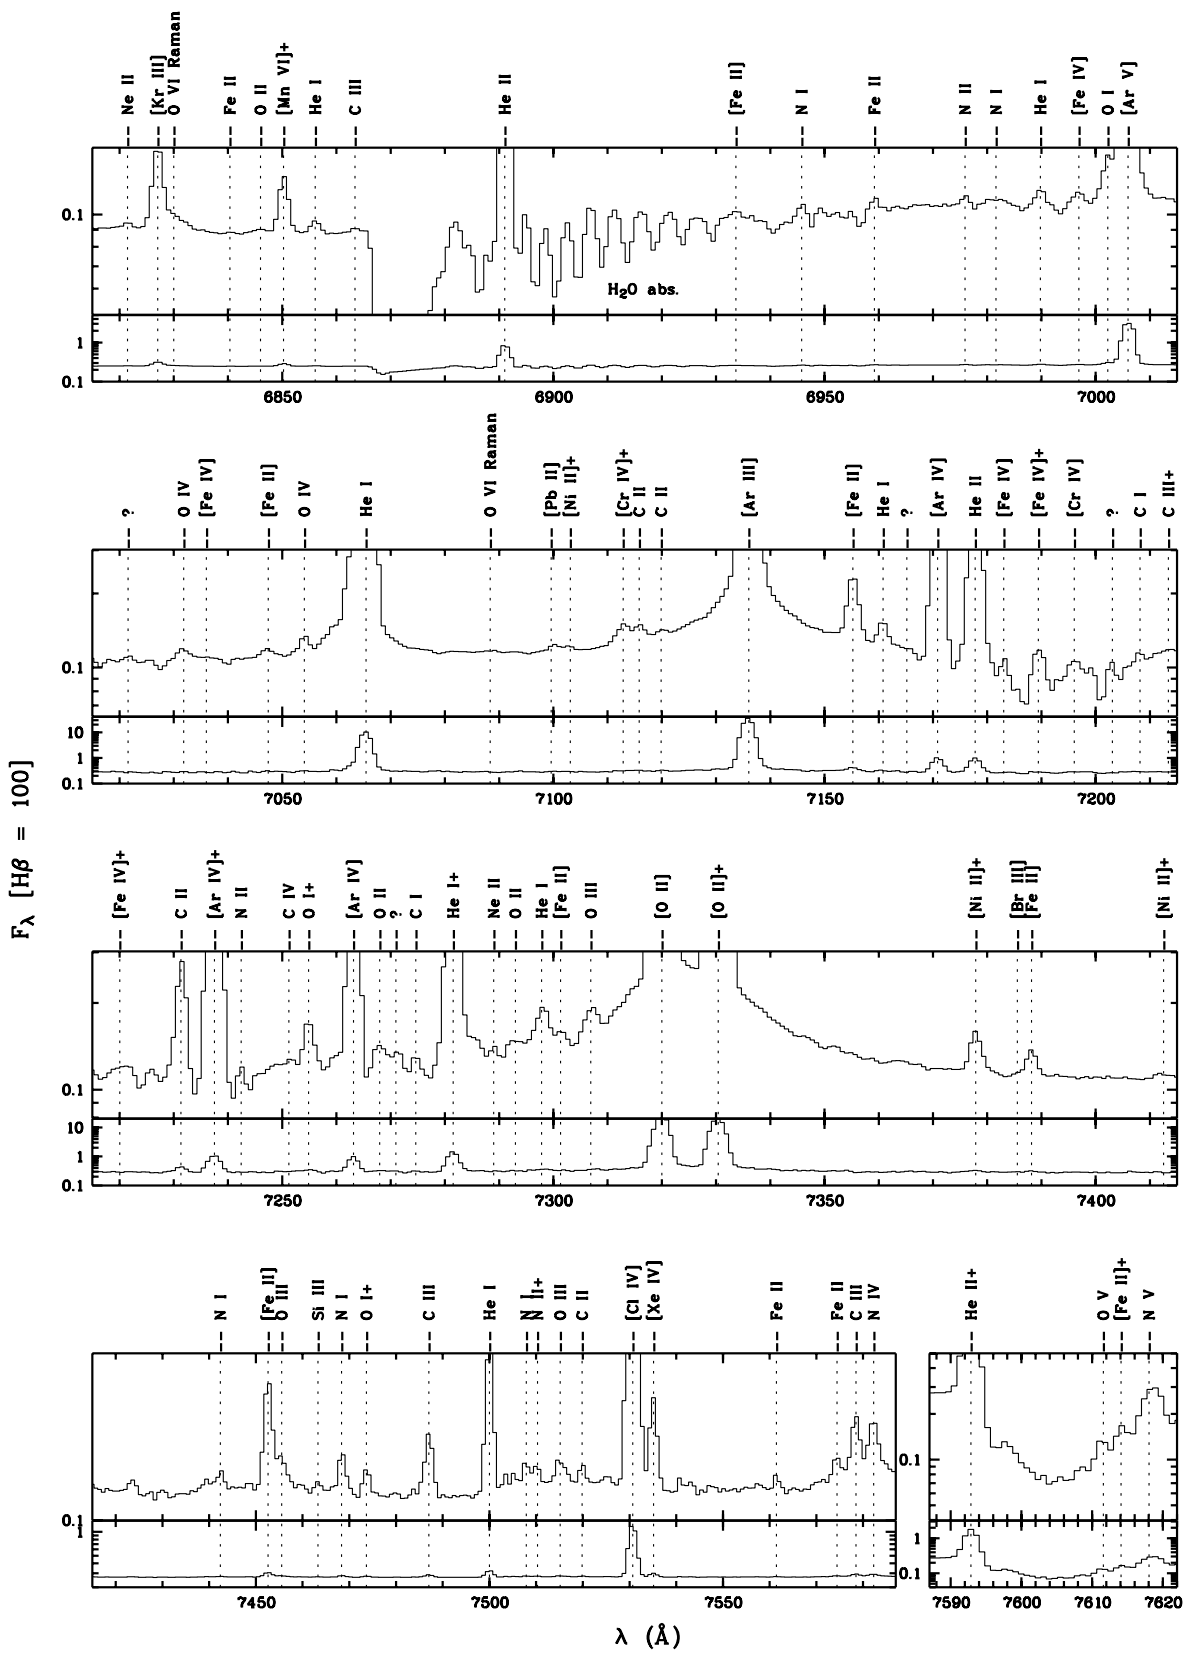 Ne II
[Kr III]
O VI Raman
Fe II
O II
[Mn VI]+
He I
C III
He II
[Fe II]
N I
Fe II
N II
N I
He I
[Fe IV]
O I
[Ar V]
0.1
H₂O abs.
1
0.1
6850 6900 6950 7000
?
O IV
[Fe IV]
[Fe II]
O IV
He I
O VI Raman
[Pb II]
[Ni II]+
[Cr IV]+
C II
C II
[Ar III]
[Fe II]
He I
?
[Ar IV]
He II
[Fe IV]
[Fe IV]+
[Cr IV]
?
C I
C III+
0.1
10
1
0.1
7050 7100 7150 7200
Fλ [Hβ = 100]
[Fe IV]+
C II
[Ar IV]+
N II
C IV
O I+
[Ar IV]
O II
?
C I
He I+
Ne II
O II
He I
[Fe II]
O III
[O II]
[O II]+
[Ni II]+
[Br III]
[Fe II]
[Ni II]+
0.1
10
1
0.1
7250 7300 7350 7400
N I
[Fe II]
O III
Si III
N I
O I+
C III
He I
N I
N II+
O III
C II
[Cl IV]
[Xe IV]
Fe II
Fe II
C III
N IV
He II+
O V
[Fe II]+
N V
0.1
0.1
1
1
0.1
7450 7500 7550 7590 7600 7610 7620
λ (Å)